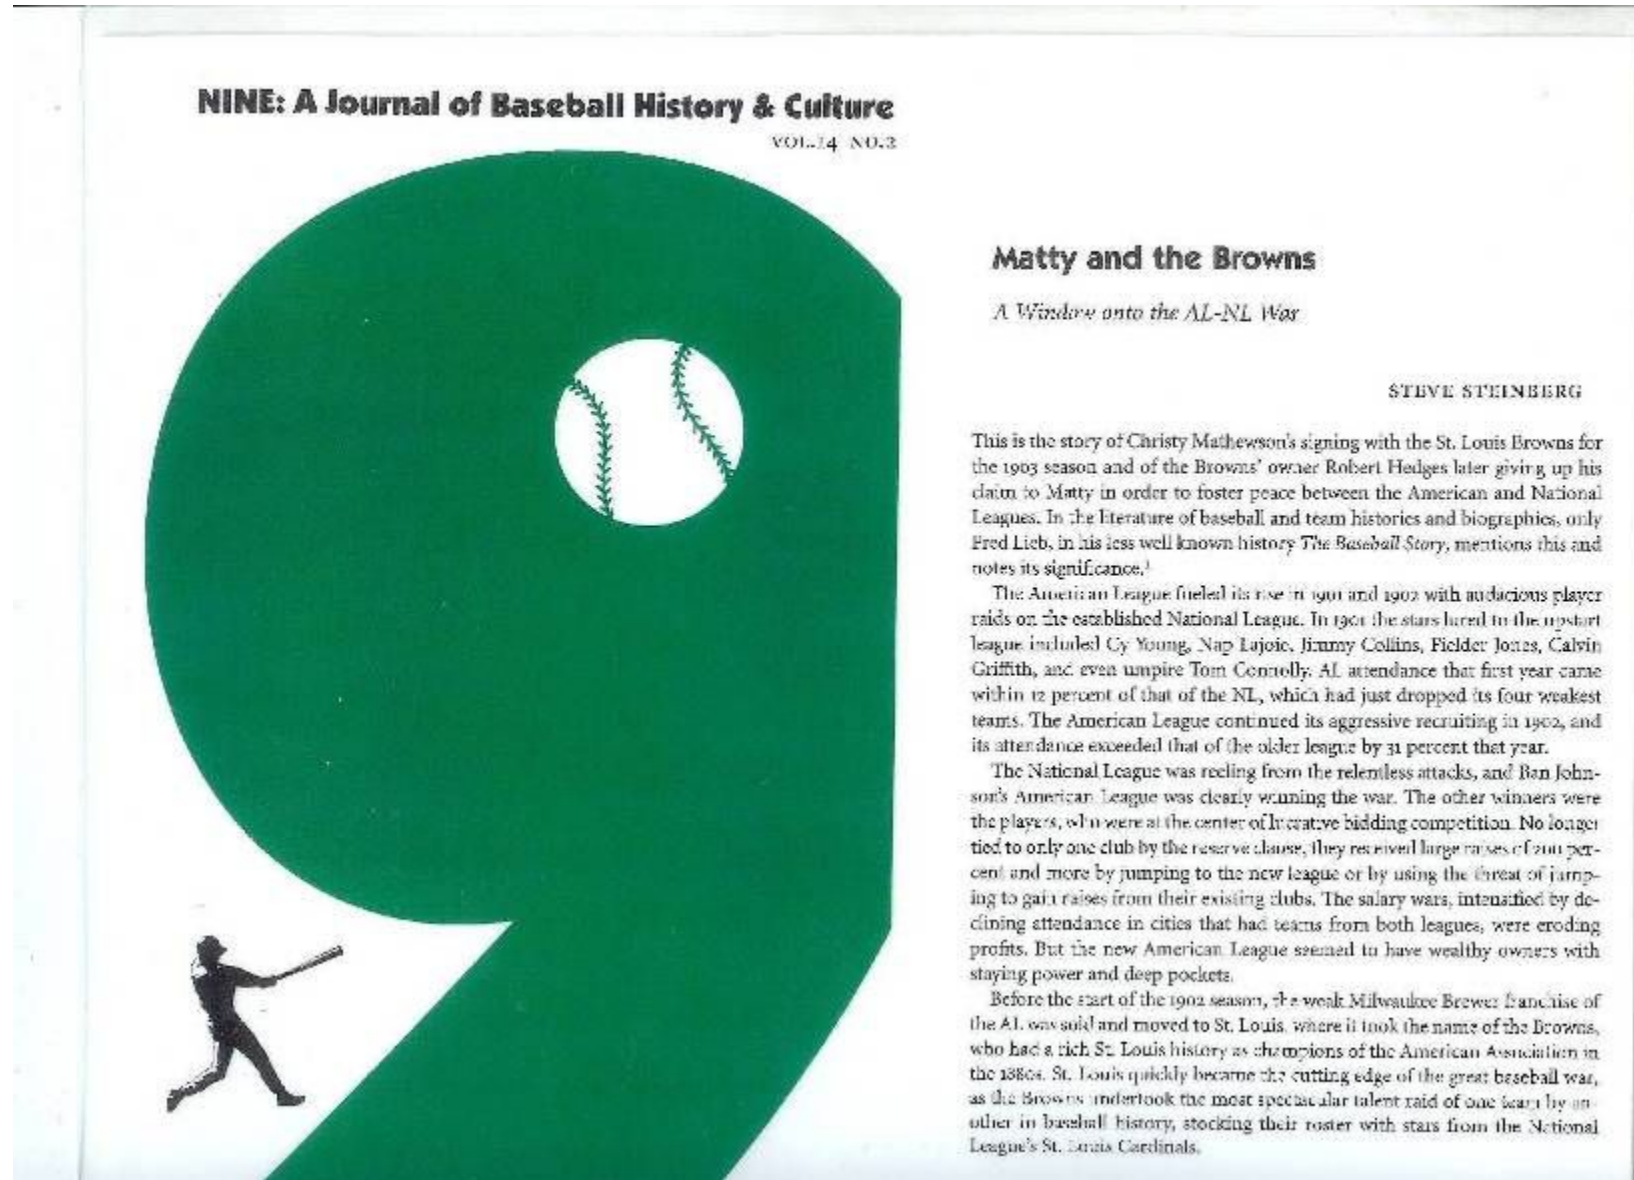 NINE: A Journal of Baseball History & Culture
VOL.14 NO.2
Matty and the Browns
A Window onto the AL-NL War
STEVE STEINBERG
This is the story of Christy Mathewson's signing with the St. Louis Browns for
the 1903 season and of the Browns' owner Robert Hedges later giving up his
claim to Matty in order to foster peace between the American and National
Leagues. In the literature of baseball and team histories and biographies, only
Fred Lieb, in his less well known history The Baseball Story, mentions this and
notes its significance.¹
The American League fueled its rise in 1901 and 1902 with audacious player
raids on the established National League. In 1901 the stars lured to the upstart
league included Cy Young, Nap Lajoie, Jimmy Collins, Fielder Jones, Calvin
Griffith, and even umpire Tom Connolly. AL attendance that first year came
within 12 percent of that of the NL, which had just dropped its four weakest
teams. The American League continued its aggressive recruiting in 1902, and
its attendance exceeded that of the older league by 31 percent that year.
The National League was reeling from the relentless attacks, and Ban John-
son's American League was clearly winning the war. The other winners were
the players, who were at the center of lucrative bidding competition. No longer
tied to only one club by the reserve clause, they received large raises of 200 per-
cent and more by jumping to the new league or by using the threat of jump-
ing to gain raises from their existing clubs. The salary wars, intensified by de-
clining attendance in cities that had teams from both leagues, were eroding
profits. But the new American League seemed to have wealthy owners with
staying power and deep pockets.
Before the start of the 1902 season, the weak Milwaukee Brewer franchise of
the AL was sold and moved to St. Louis, where it took the name of the Browns,
who had a rich St. Louis history as champions of the American Association in
the 1880s. St. Louis quickly became the cutting edge of the great baseball war,
as the Browns undertook the most spectacular talent raid of one team by an-
other in baseball history, stocking their roster with stars from the National
League's St. Louis Cardinals.